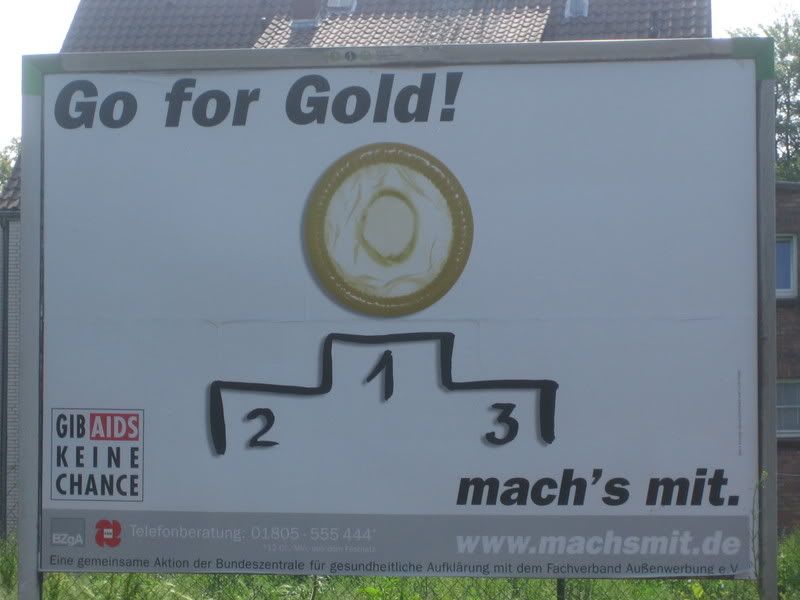 Go for Gold!
1
2
3
GIB AIDS
KEINE
CHANCE
mach's mit.
BZgA
Telefonberatung: 01805 - 555 444*
www.machsmit.de
Eine gemeinsame Aktion der Bundeszentrale für gesundheitliche Aufklärung mit dem Fachverband Außenwerbung e.V.